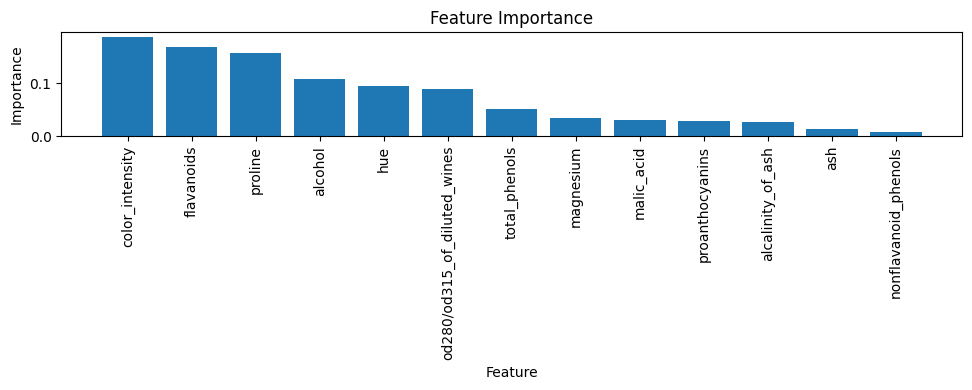 Feature Importance
Importance
0.1
0.0
color_intensity
flavanoids
proline
alcohol
hue
od280/od315_of_diluted_wines
total_phenols
magnesium
malic_acid
proanthocyanins
alcalinity_of_ash
ash
nonflavanoid_phenols
Feature